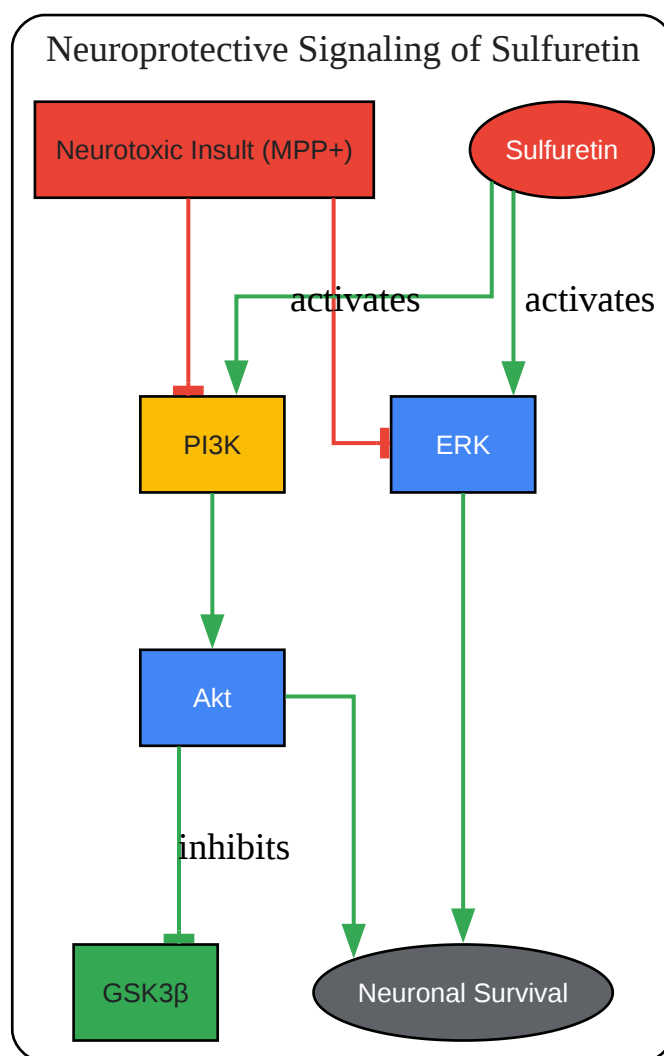 Neuroprotective Signaling of Sulfuretin
Neurotoxic Insult (MPP+)
Sulfuretin
activates
activates
PI3K
ERK
Akt
inhibits
GSK3β
Neuronal Survival